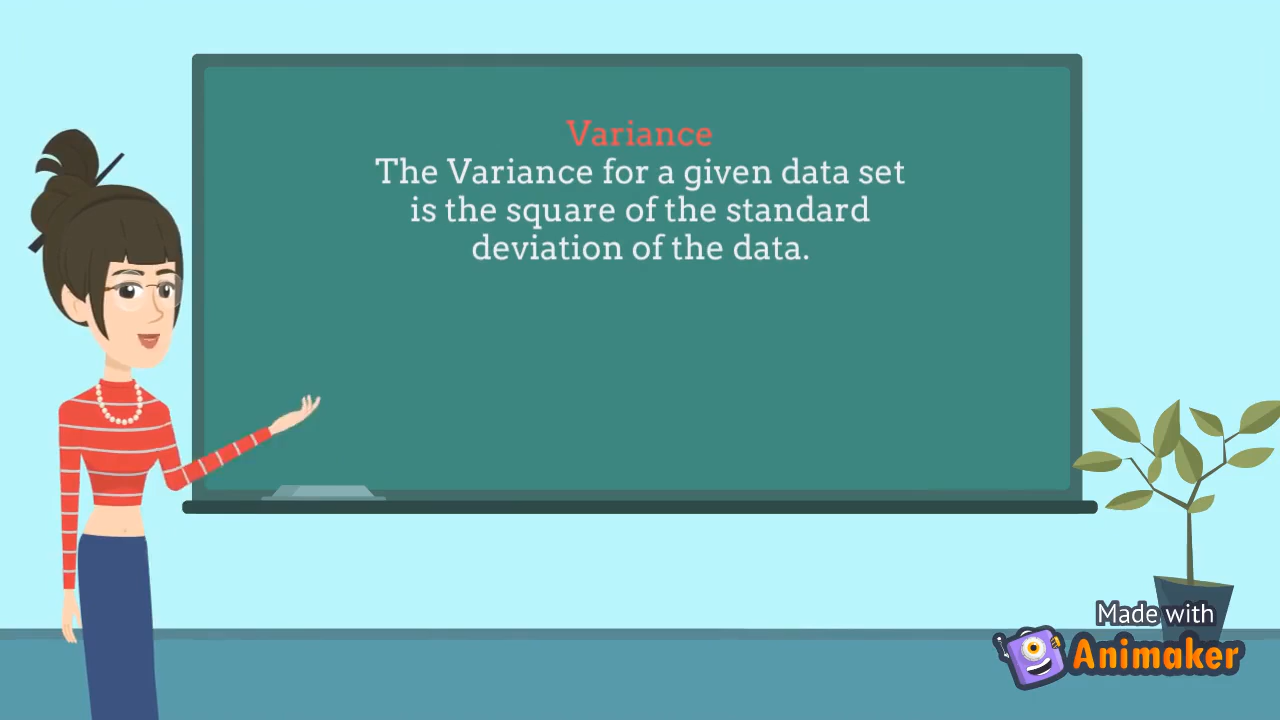 Variance
The Variance for a given data set
is the square of the standard
deviation of the data.
Made with
Animaker